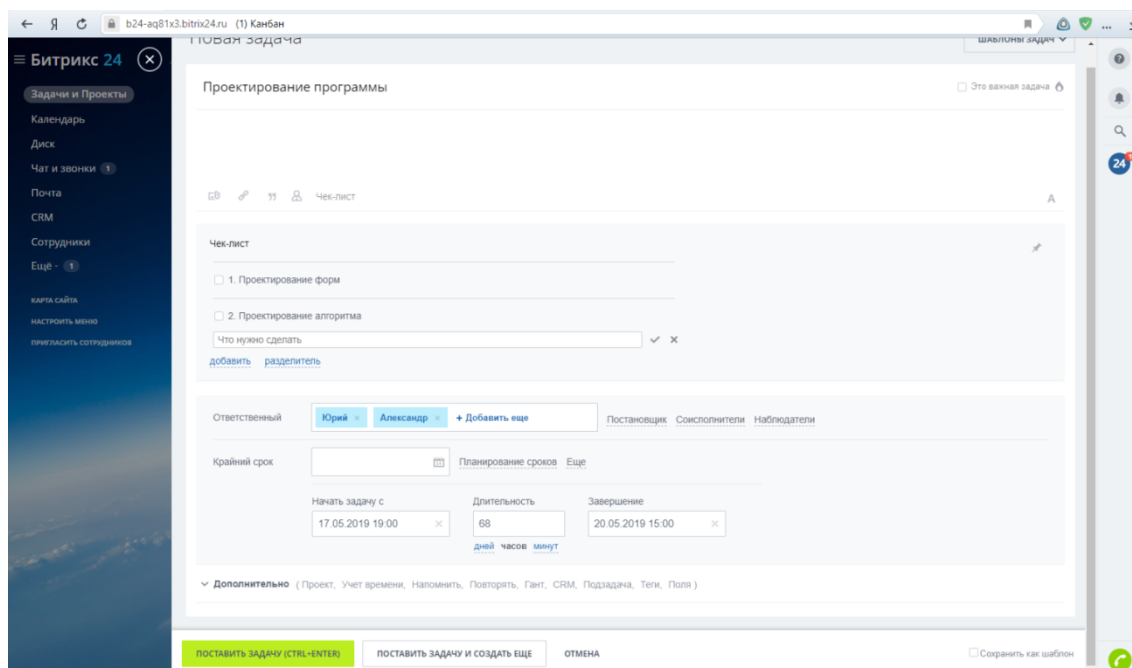 b24-aq81x3.bitrix24.ru (1) Канбан
Новая задача
ШАБЛОНЫ ЗАДАЧ
Битрикс 24
Проектирование программы
Это важная задача
Задачи и Проекты
Календарь
Диск
Чат и звонки 1
Почта
CRM
Сотрудники
Ещё - 1
КАРТА САЙТА
НАСТРОИТЬ МЕНЮ
ПРИГЛАСИТЬ СОТРУДНИКОВ
24
Чек-лист
A
Чек-лист
1. Проектирование форм
2. Проектирование алгоритма
Что нужно сделать
добавить разделитель
Ответственный Юрий × Александр × + Добавить еще Постановщик Соисполнители Наблюдатели
Крайний срок Планирование сроков Еще
Начать задачу с Длительность Завершение
17.05.2019 19:00 68 20.05.2019 15:00
дней часов минут
Дополнительно ( Проект, Учет времени, Напомнить, Повторять, Гант, CRM, Подзадача, Теги, Поля )
ПОСТАВИТЬ ЗАДАЧУ (CTRL+ENTER) ПОСТАВИТЬ ЗАДАЧУ И СОЗДАТЬ ЕЩЕ ОТМЕНА Сохранить как шаблон